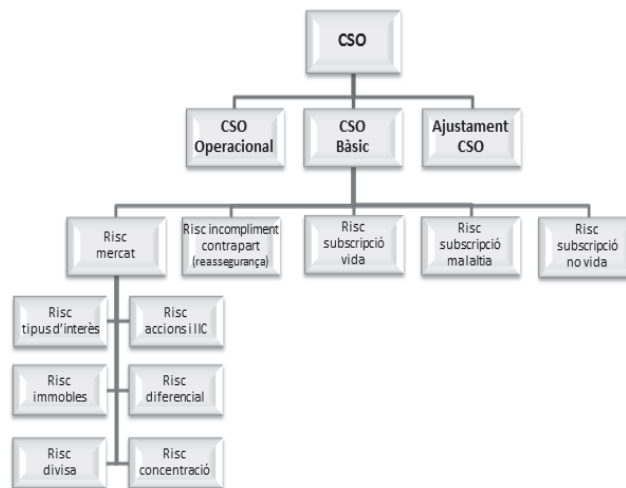 CSO
CSO
Operacional
CSO
Bàsic
Ajustament
CSO
Risc
mercat
Risc incompliment
contrapart
(reassegurança)
Risc
subscripció
vida
Risc
subscripció
malaltia
Risc
subscripció
no vida
Risc
tipus d'interès
Risc
accions i IIC
Risc
immobles
Risc
diferencial
Risc
divisa
Risc
concentració